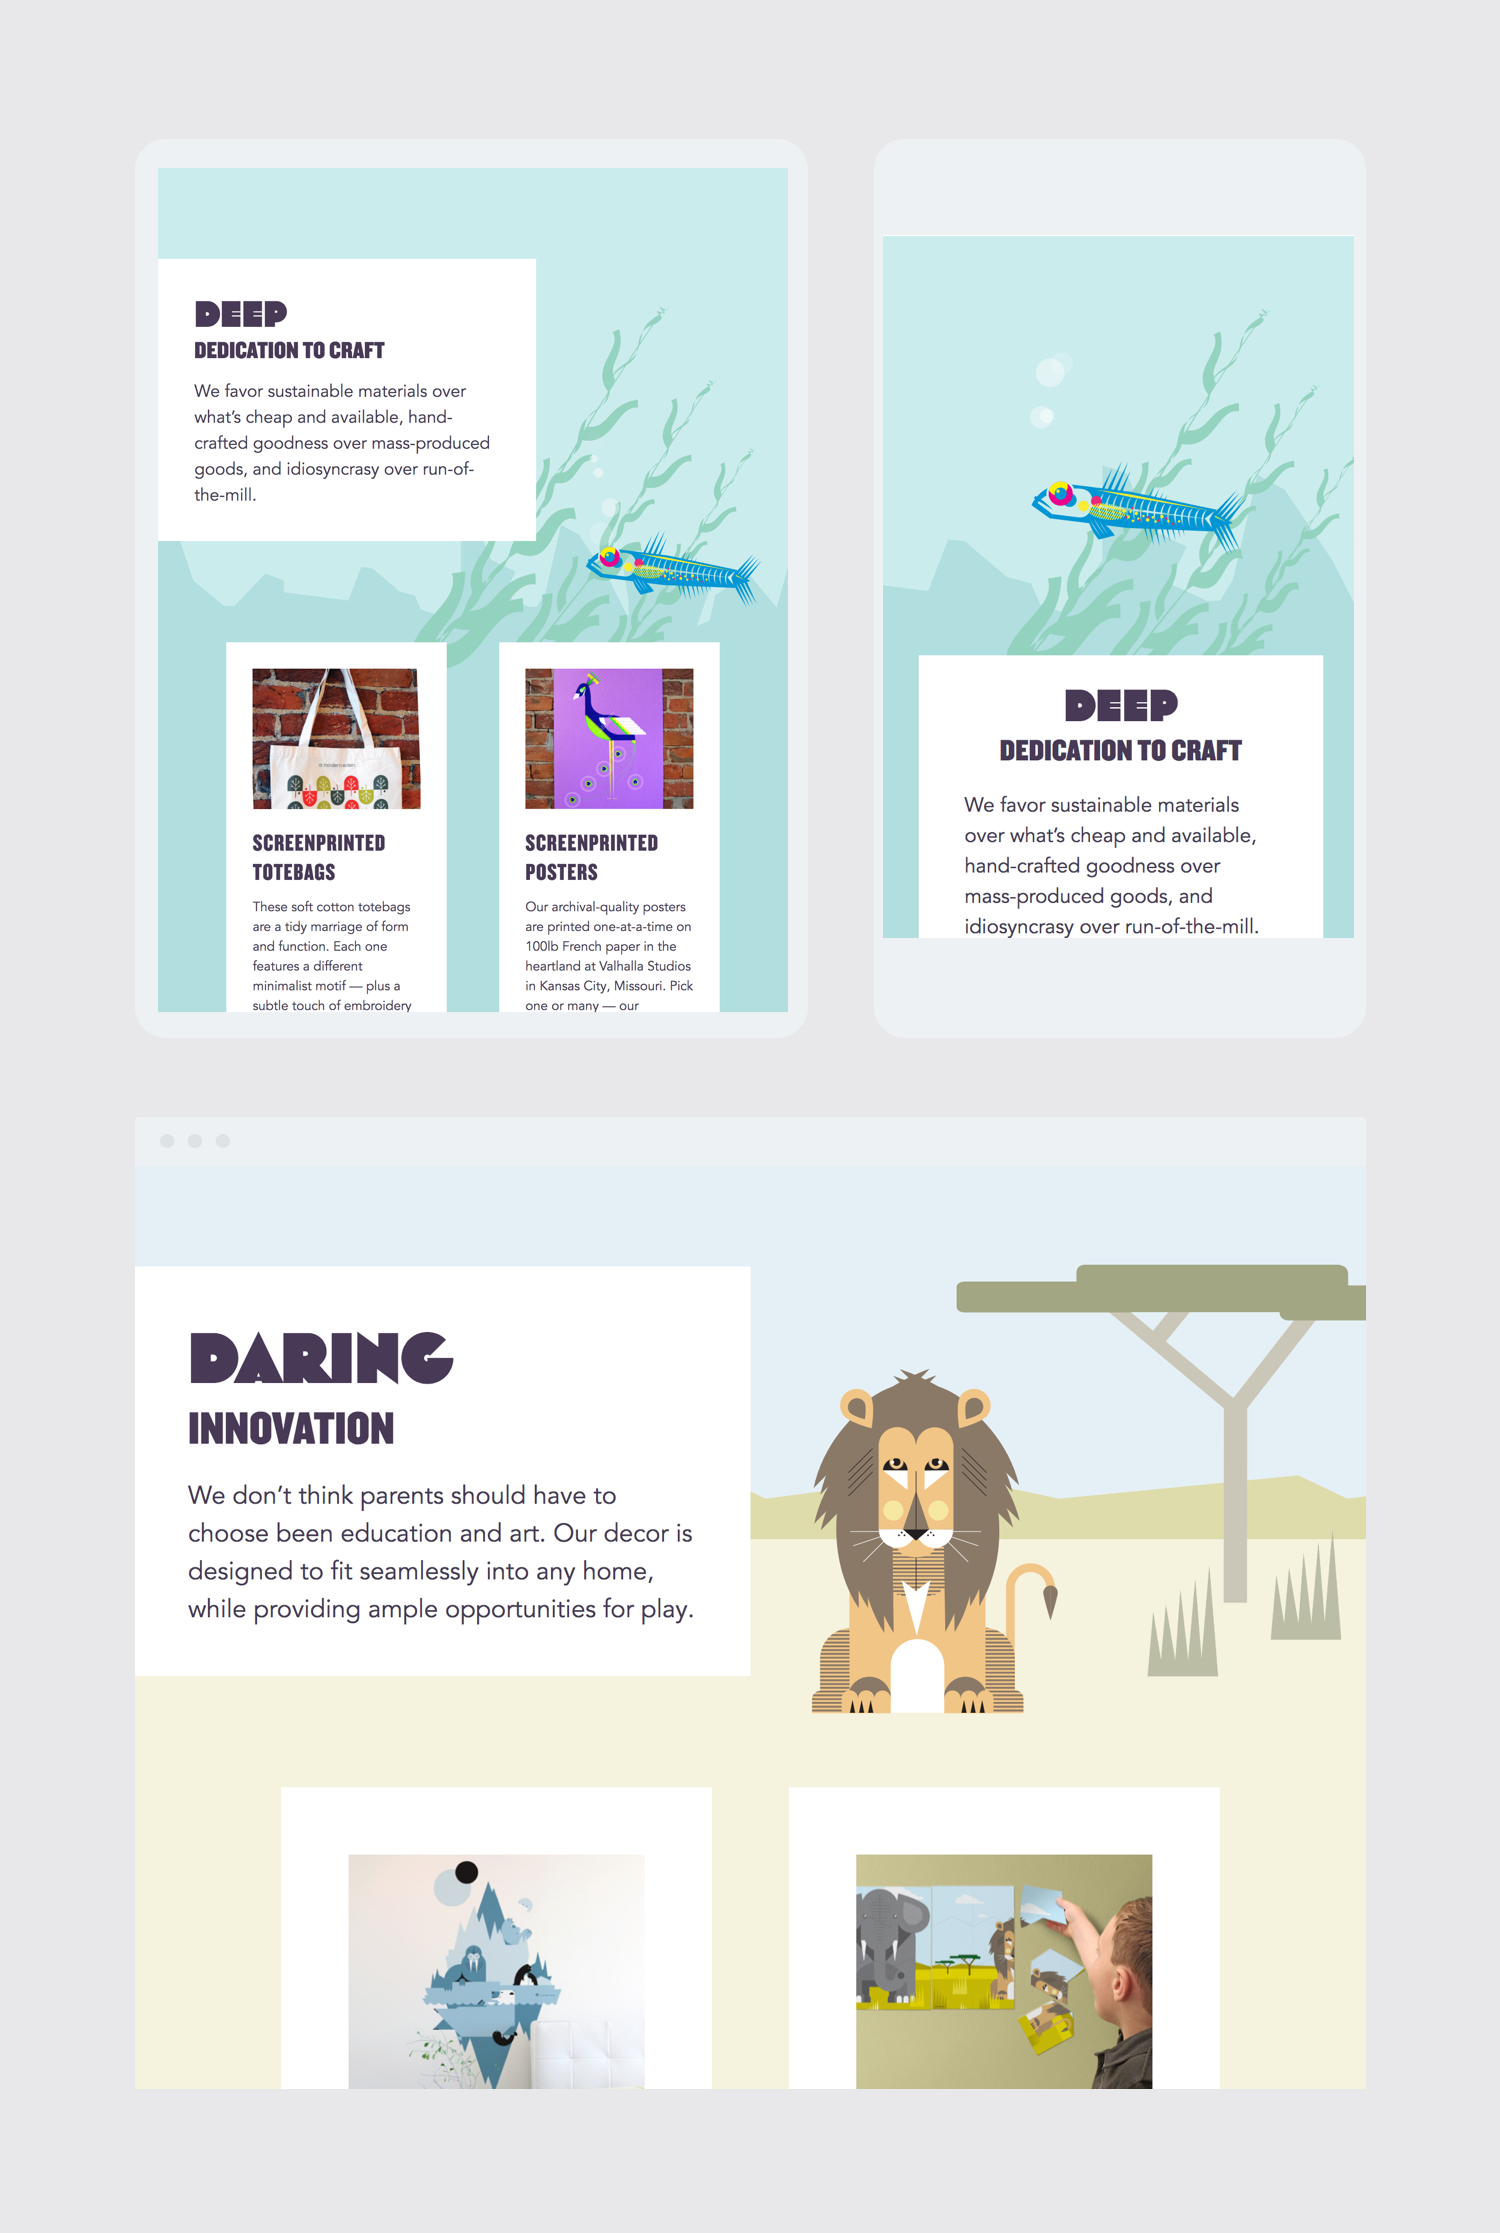 DEEP
DEDICATION TO CRAFT
We favor sustainable materials over
what's cheap and available, hand-
crafted goodness over mass-produced
goods, and idiosyncrasy over run-of-
the-mill.
SCREENPRINTED
TOTEBAGS
These soft cotton totebags
are a tidy marriage of form
and function. Each one
features a different
minimalist motif — plus a
subtle touch of embroidery
SCREENPRINTED
POSTERS
Our archival-quality posters
are printed one-at-a-time on
100lb French paper in the
heartland at Valhalla Studios
in Kansas City, Missouri. Pick
one or many — our
DEEP
DEDICATION TO CRAFT
We favor sustainable materials
over what's cheap and available,
hand-crafted goodness over
mass-produced goods, and
idiosyncrasy over run-of-the-mill.
DARING
INNOVATION
We don't think parents should have to
choose been education and art. Our decor is
designed to fit seamlessly into any home,
while providing ample opportunities for play.